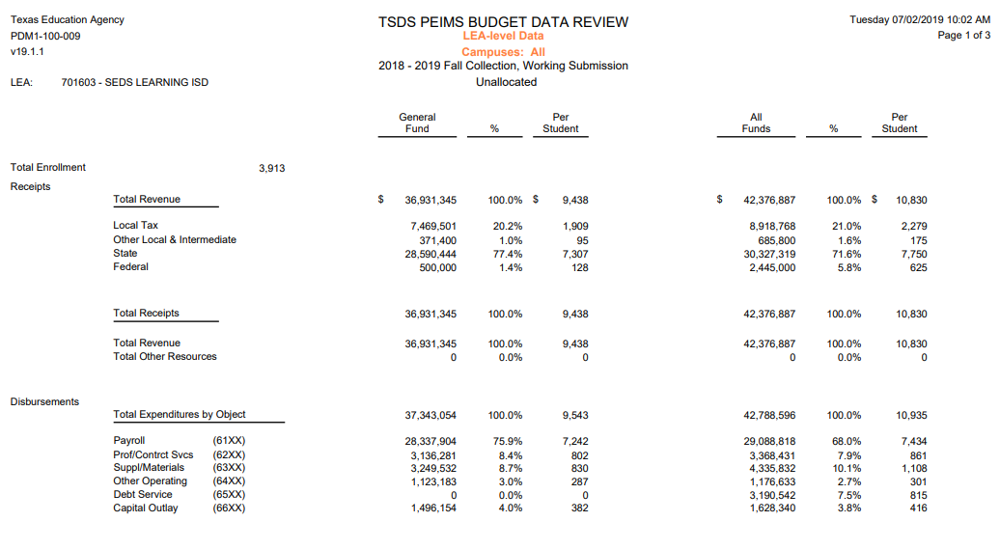 Texas Education Agency
PDM1-100-009
v19.1.1
TSDS PEIMS BUDGET DATA REVIEW
LEA-level Data
Campuses: All
2018 - 2019 Fall Collection, Working Submission
Unallocated
Tuesday 07/02/2019 10:02 AM
Page 1 of 3
LEA: 701603 - SEDS LEARNING ISD
General Fund % Per Student All Funds % Per Student
Total Enrollment 3,913
Receipts
Total Revenue $ 36,931,345 100.0% $ 9,438 $ 42,376,887 100.0% $ 10,830
Local Tax 7,469,501 20.2% 1,909 8,918,768 21.0% 2,279
Other Local & Intermediate 371,400 1.0% 95 685,800 1.6% 175
State 28,590,444 77.4% 7,307 30,327,319 71.6% 7,750
Federal 500,000 1.4% 128 2,445,000 5.8% 625
Total Receipts 36,931,345 100.0% 9,438 42,376,887 100.0% 10,830
Total Revenue 36,931,345 100.0% 9,438 42,376,887 100.0% 10,830
Total Other Resources 0 0.0% 0 0 0.0% 0
Disbursements
Total Expenditures by Object 37,343,054 100.0% 9,543 42,788,596 100.0% 10,935
Payroll (61XX) 28,337,904 75.9% 7,242 29,088,818 68.0% 7,434
Prof/Contrct Svcs (62XX) 3,136,281 8.4% 802 3,368,431 7.9% 861
Suppl/Materials (63XX) 3,249,532 8.7% 830 4,335,832 10.1% 1,108
Other Operating (64XX) 1,123,183 3.0% 287 1,176,633 2.7% 301
Debt Service (65XX) 0 0.0% 0 3,190,542 7.5% 815
Capital Outlay (66XX) 1,496,154 4.0% 382 1,628,340 3.8% 416